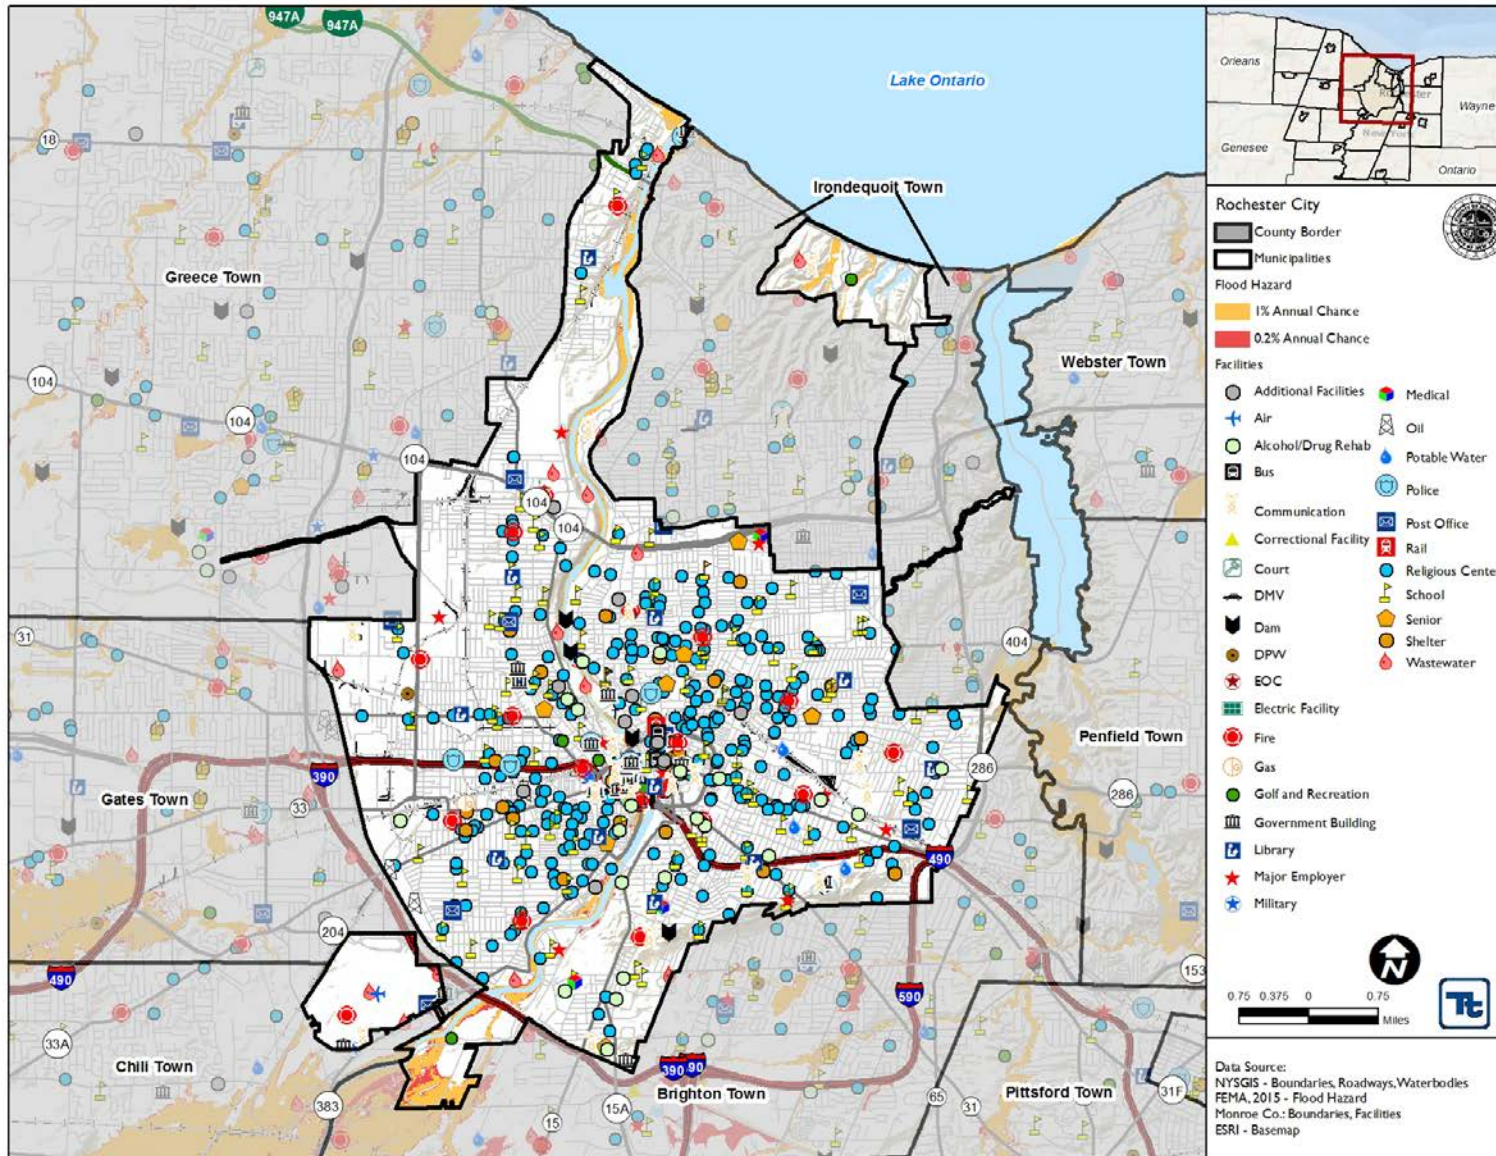 947A
947A
Lake Ontario
18
Irondequoit Town
Greece Town
Webster Town
104
104
104
104
104
31
404
Penfield Town
286
286
390
33
Gates Town
490
204
490
590
153
33A
Chili Town
383
390
90
Brighton Town
15A
15
65
31
Pittsford Town
31F
Orleans
Rochester
Wayne
New York
Genesee
Ontario
Rochester City
County Border
Municipalities
Flood Hazard
1% Annual Chance
0.2% Annual Chance
Facilities
Additional Facilities
Air
Alcohol/Drug Rehab
Bus
Communication
Correctional Facility
Court
DMV
Dam
DPW
EOC
Electric Facility
Fire
Gas
Golf and Recreation
Government Building
Library
Major Employer
Military
Medical
Oil
Potable Water
Police
Post Office
Rail
Religious Cente
School
Senior
Shelter
Wastewater
N
0.75 0.375 0 0.75
Miles
Tt
Data Source:
NYSGIS - Boundaries, Roadways, Waterbodies
FEMA, 2015 - Flood Hazard
Monroe Co.: Boundaries, Facilities
ESRI - Basemap